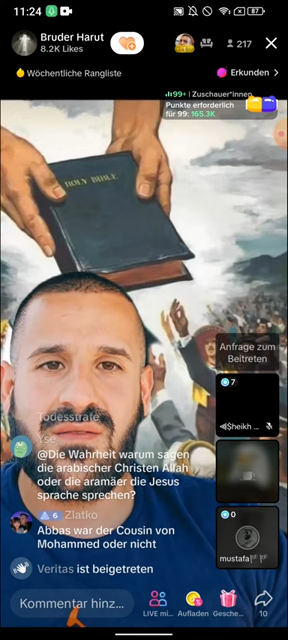 11:24
87
Bruder Harut
8.2K Likes
217
Wöchentliche Rangliste
Erkunden >
99+ | Zuschauer*innen
Punkte erforderlich
für 99: 165.3K
HOLY BIBLE
Anfrage zum
Beitreten
7
Sheikh ...
0
mustafa
Todesstrafe
Yse
@Die Wahrheit warum sagen
die arabischer Christen Allah
oder die aramäer die Jesus
sprache sprechen?
6 Zlatko
Abbas war der Cousin von
Mohammed oder nicht
Veritas ist beigetreten
Kommentar hinz...
LIVE mi...
Aufladen
Gesche...
10